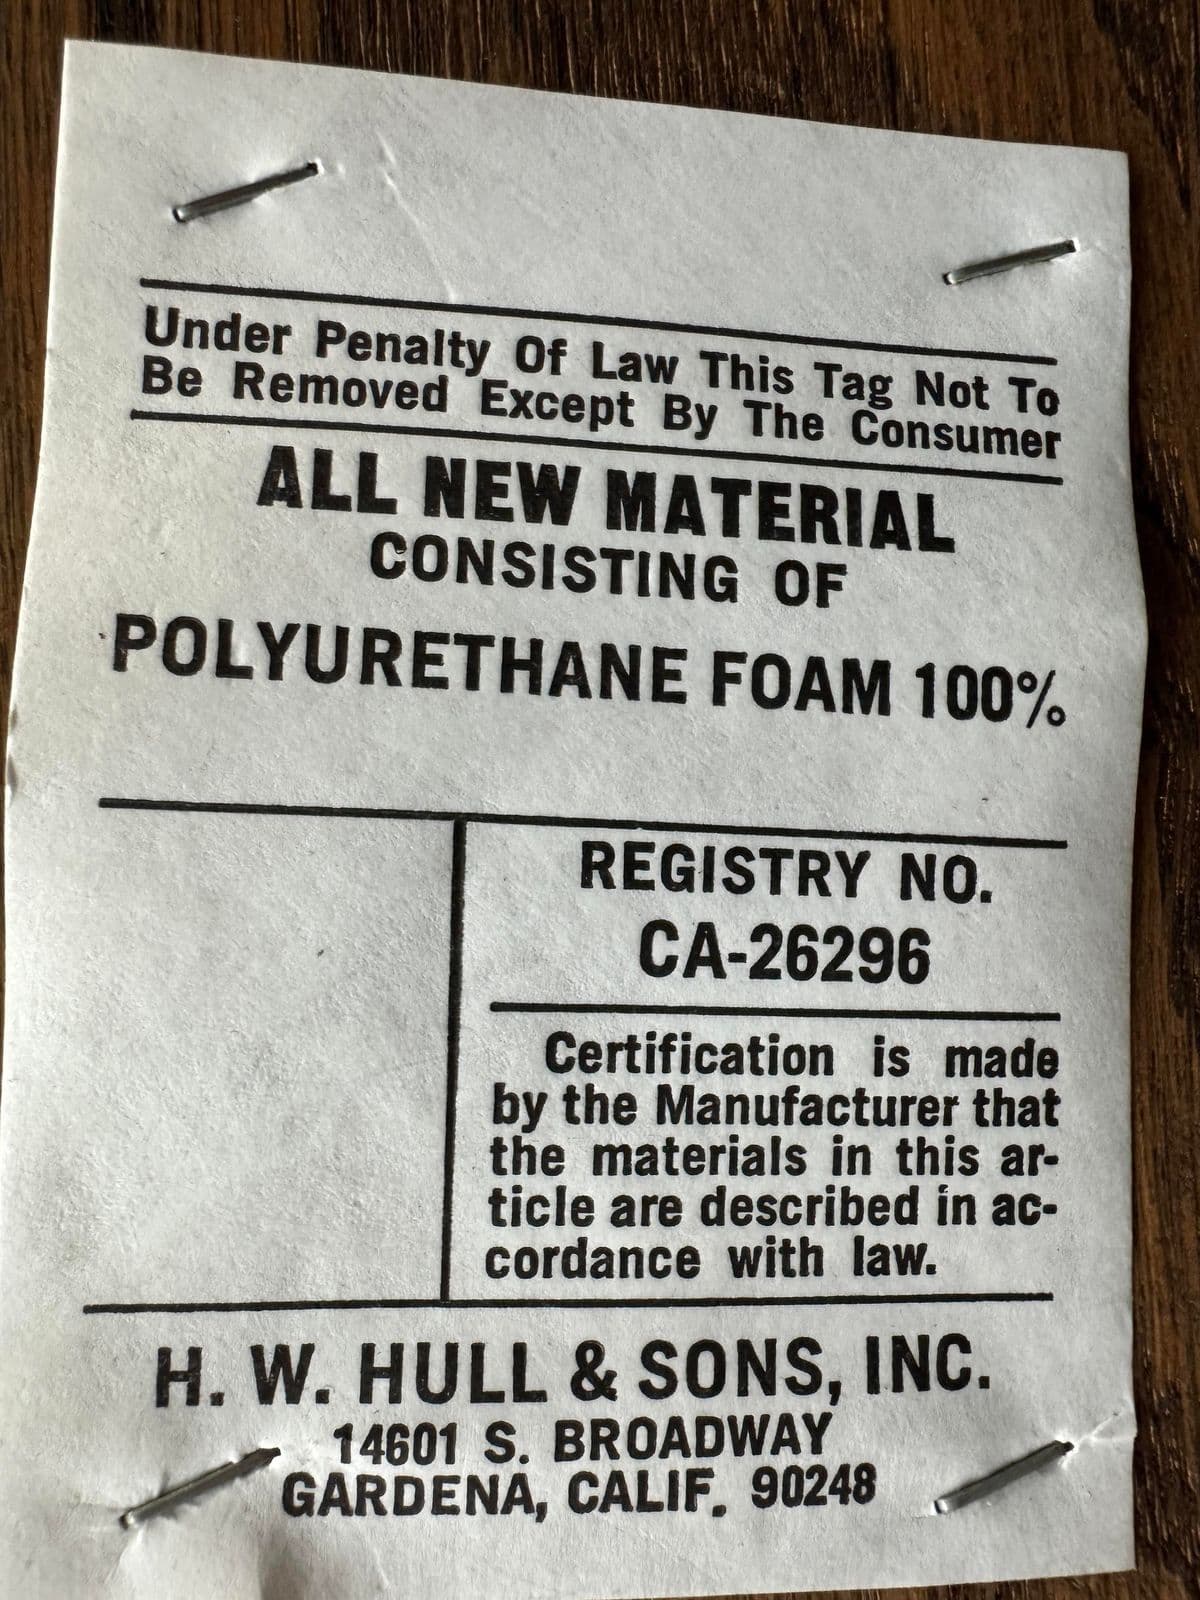 Under Penalty Of Law This Tag Not To
Be Removed Except By The Consumer
ALL NEW MATERIAL
CONSISTING OF
POLYURETHANE FOAM 100%
REGISTRY NO.
CA-26296
Certification is made
by the Manufacturer that
the materials in this ar-
ticle are described in ac-
cordance with law.
H. W. HULL & SONS, INC.
14601 S. BROADWAY
GARDENA, CALIF. 90248